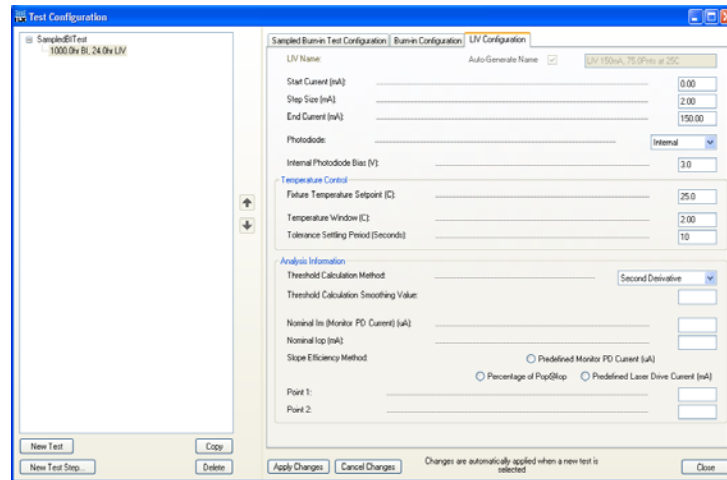 Test Configuration
SampledBITest
1000.0hr BI, 24.0hr LIV
Sampled Burn-in Test Configuration Burn-in Configuration LIV Configuration
LIV Name: Auto-Generate Name LIV 150mA, 75.0Pnts at 25C
Start Current (mA): 0.00
Step Size (mA): 2.00
End Current (mA): 150.00
Photodiode: Internal
Internal Photodiode Bias (V): 3.0
Temperature Control
Fixture Temperature Setpoint (C): 25.0
Temperature Window (C): 2.00
Tolerance Settling Period (Seconds): 10
Analysis Information
Threshold Calculation Method: Second Derivative
Threshold Calculation Smoothing Value:
Nominal Im (Monitor PD Current) (uA):
Nominal Iop (mA):
Slope Efficiency Method: Predefined Monitor PD Current (uA)
Percentage of Pop@Iop Predefined Laser Drive Current (mA)
Point 1:
Point 2:
New Test Copy
New Test Step... Delete
Apply Changes Cancel Changes Changes are automatically applied when a new test is
selected
Close